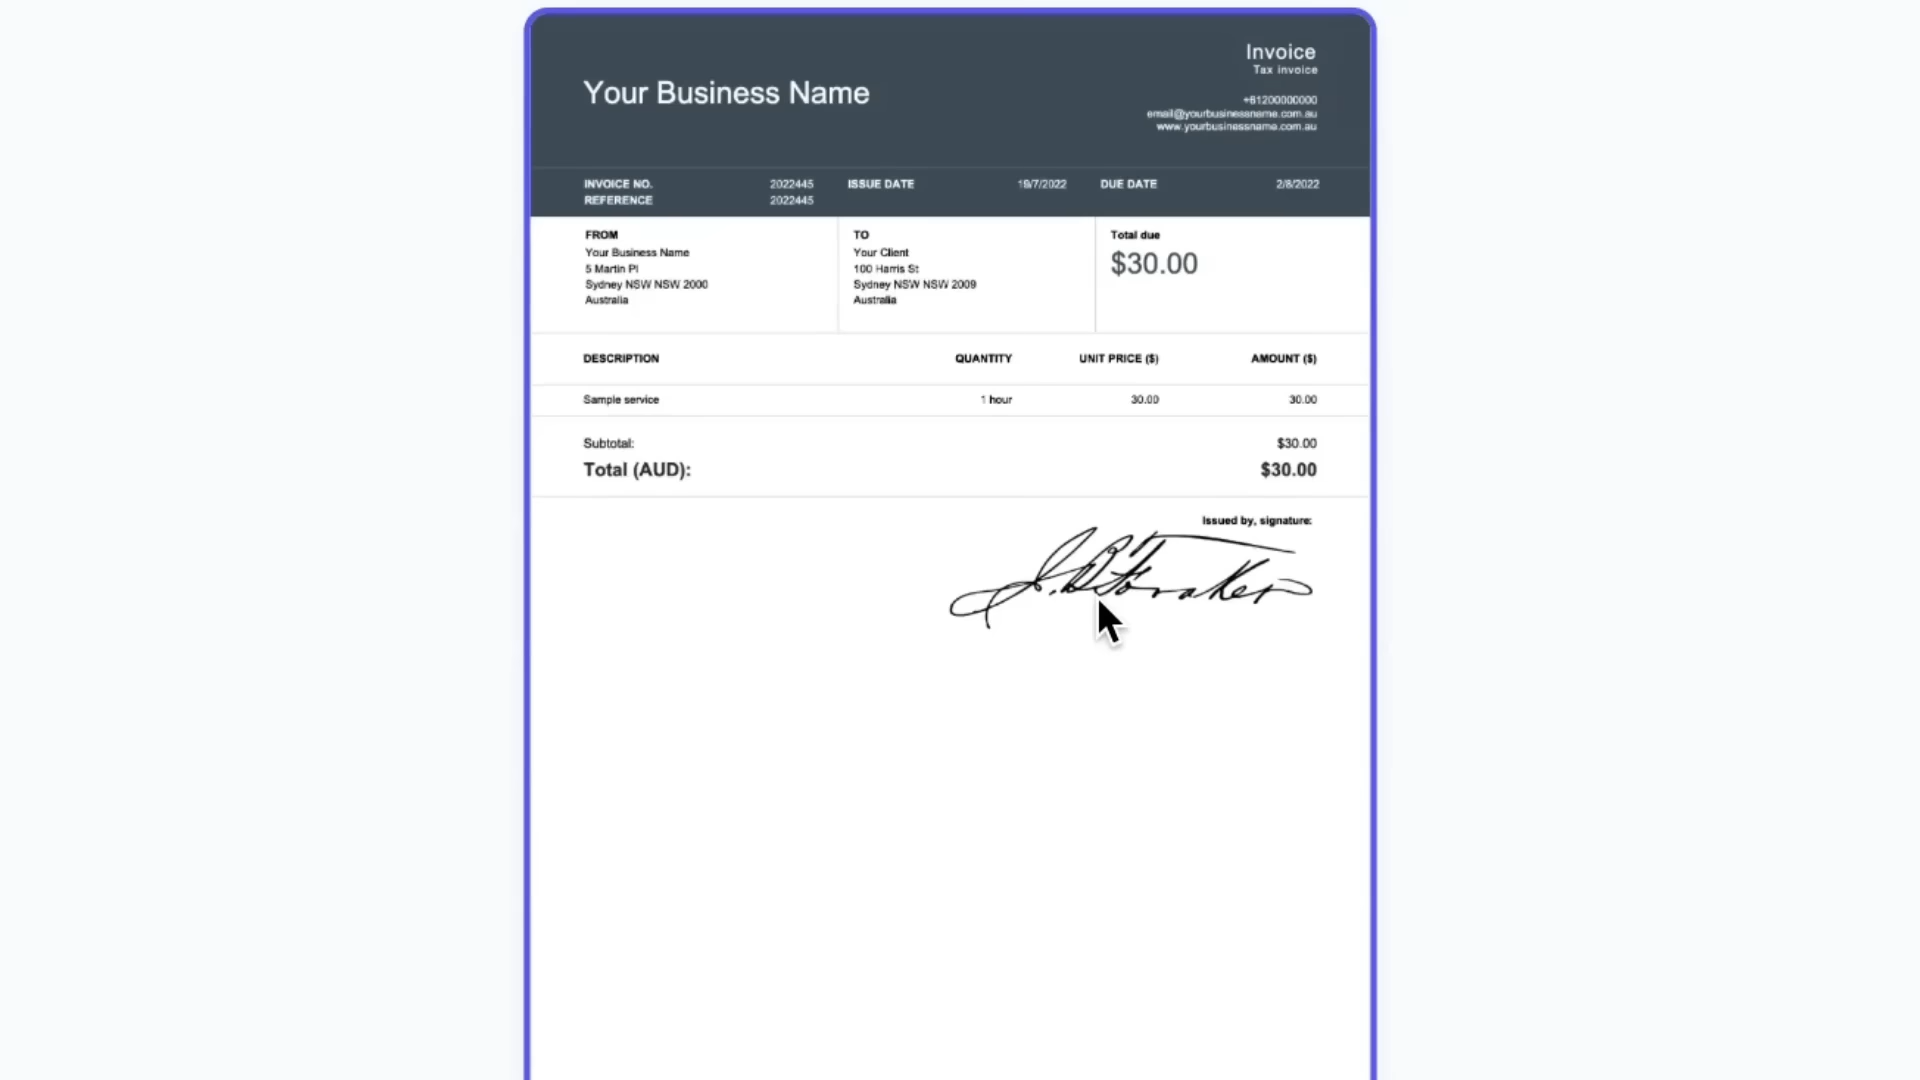 Invoice
Tax invoice
Your Business Name
+61200000000
email@yourbusinessname.com.au
www.yourbusinessname.com.au
INVOICE NO. 2022445 ISSUE DATE 19/7/2022 DUE DATE 2/8/2022
REFERENCE 2022445
FROM
Your Business Name
5 Martin Pl
Sydney NSW NSW 2000
Australia
TO
Your Client
100 Harris St
Sydney NSW NSW 2009
Australia
Total due
$30.00
DESCRIPTION QUANTITY UNIT PRICE ($) AMOUNT ($)
Sample service 1 hour 30.00 30.00
Subtotal: $30.00
Total (AUD): $30.00
Issued by, signature:
J.B. Foraker